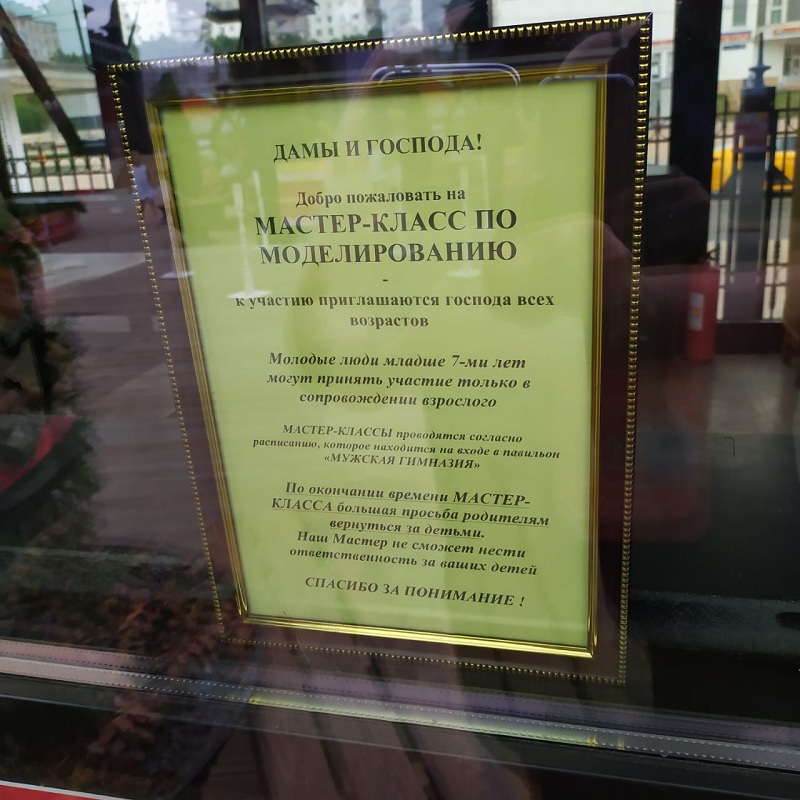 ДАМЫ И ГОСПОДА!
Добро пожаловать на
МАСТЕР-КЛАСС ПО
МОДЕЛИРОВАНИЮ
-
к участию приглашаются господа всех
возрастов
Молодые люди младше 7-ми лет
могут принять участие только в
сопровождении взрослого
МАСТЕР-КЛАССЫ проводятся согласно
расписанию, которое находится на входе в павильон
«МУЖСКАЯ ГИМНАЗИЯ»
По окончании времени МАСТЕР-
КЛАССА большая просьба родителям
вернуться за детьми.
Наш Мастер не сможет нести
ответственность за ваших детей
СПАСИБО ЗА ПОНИМАНИЕ !